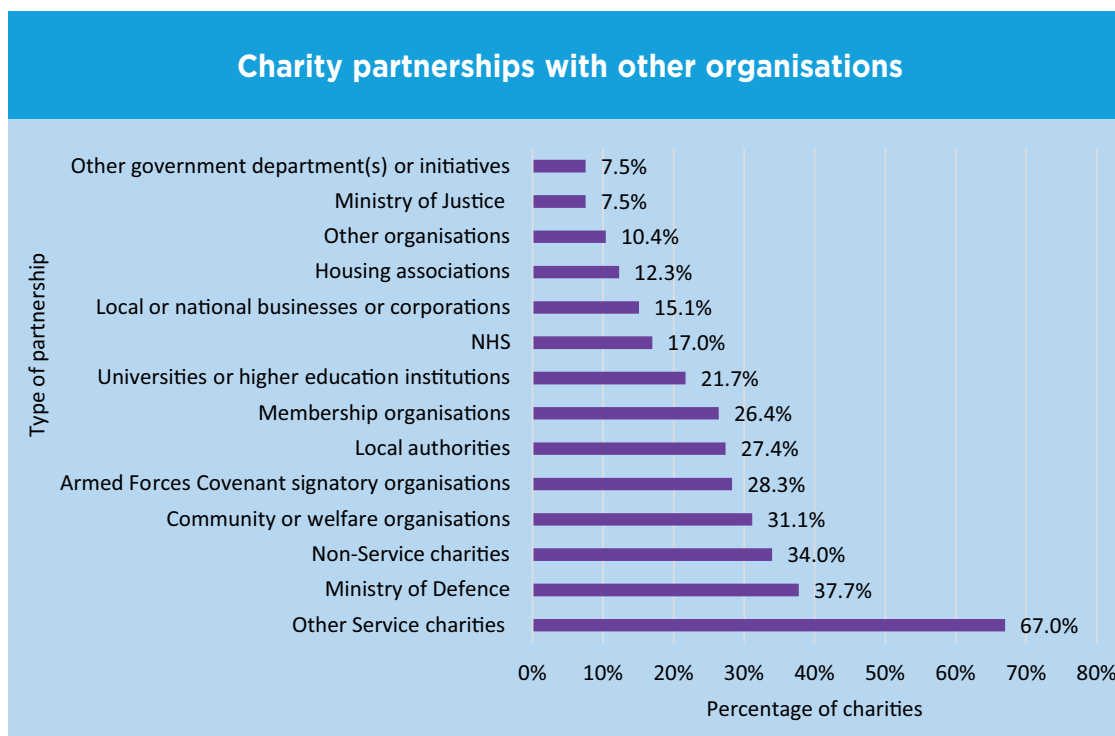 Charity partnerships with other organisations
Type of partnership
Other government department(s) or initiatives 7.5%
Ministry of Justice 7.5%
Other organisations 10.4%
Housing associations 12.3%
Local or national businesses or corporations 15.1%
NHS 17.0%
Universities or higher education institutions 21.7%
Membership organisations 26.4%
Local authorities 27.4%
Armed Forces Covenant signatory organisations 28.3%
Community or welfare organisations 31.1%
Non-Service charities 34.0%
Ministry of Defence 37.7%
Other Service charities 67.0%
0% 10% 20% 30% 40% 50% 60% 70% 80%
Percentage of charities